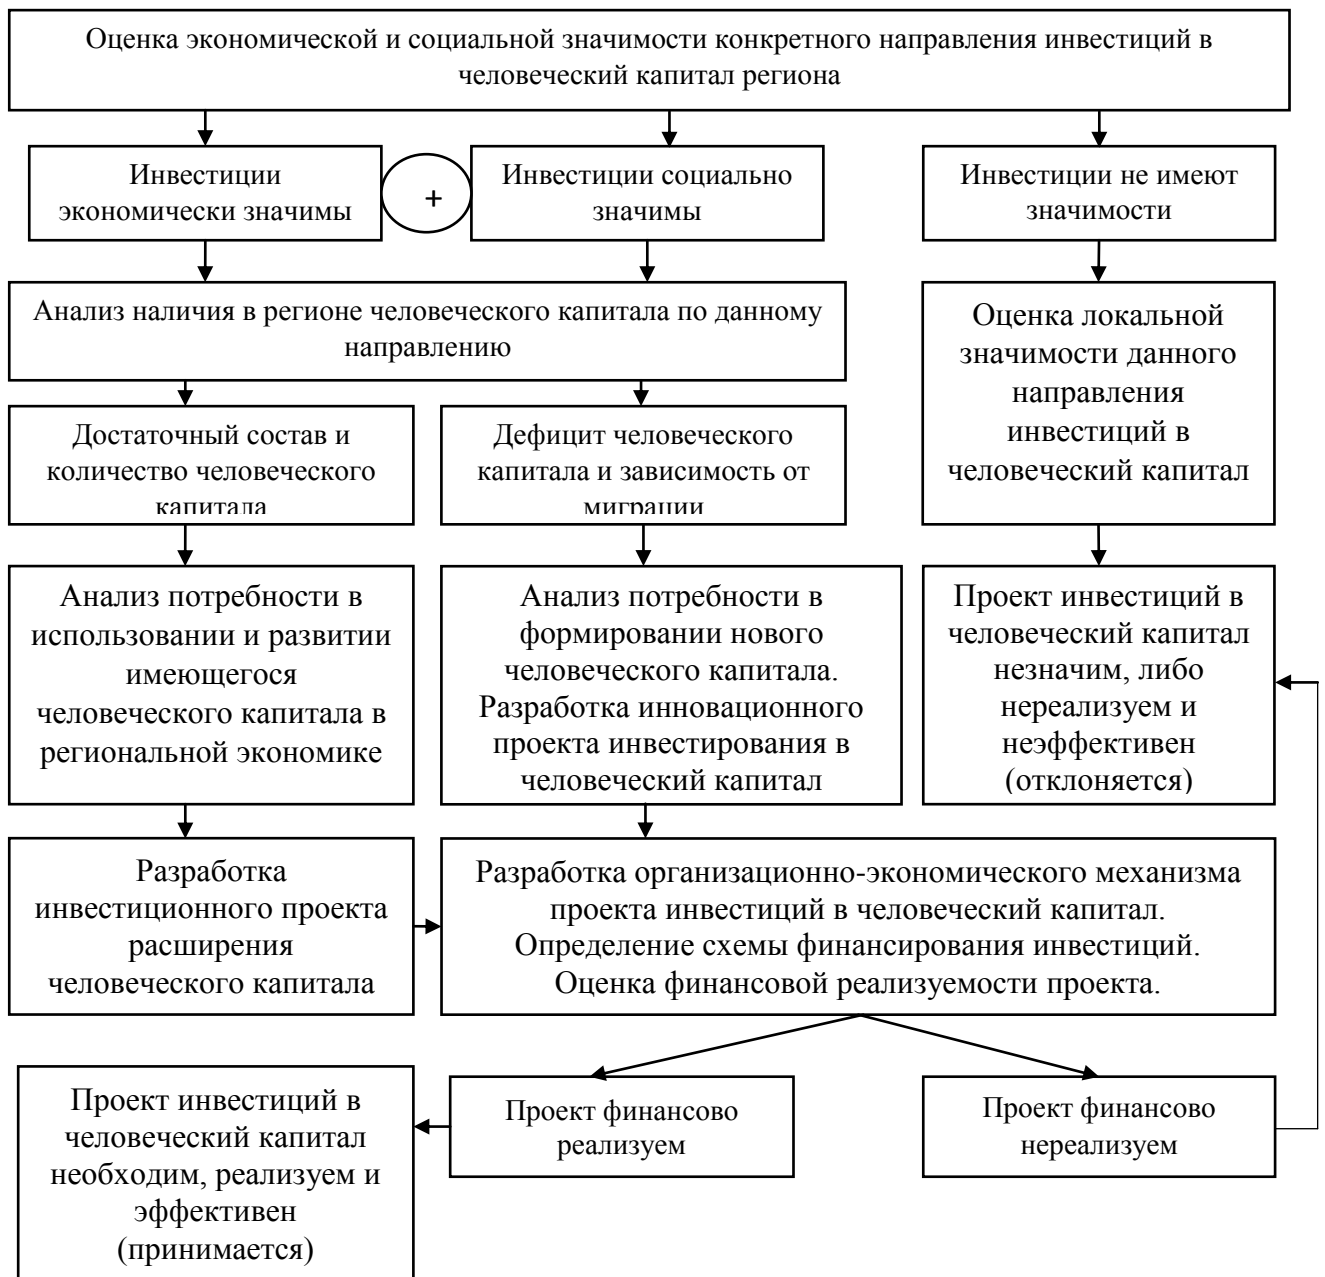 Оценка экономической и социальной значимости конкретного направления инвестиций в
человеческий капитал региона
Инвестиции
экономически значимы
+
Инвестиции социально
значимы
Инвестиции не имеют
значимости
Анализ наличия в регионе человеческого капитала по данному
направлению
Оценка локальной
значимости данного
направления
инвестиций в
человеческий капитал
Достаточный состав и
количество человеческого
капитала
Дефицит человеческого
капитала и зависимость от
миграции
Анализ потребности в
использовании и развитии
имеющегося
человеческого капитала в
региональной экономике
Анализ потребности в
формировании нового
человеческого капитала.
Разработка инновационного
проекта инвестирования в
человеческий капитал
Проект инвестиций в
человеческий капитал
незначим, либо
нереализуем и
неэффективен
(отклоняется)
Разработка
инвестиционного проекта
расширения
человеческого капитала
Разработка организационно-экономического механизма
проекта инвестиций в человеческий капитал.
Определение схемы финансирования инвестиций.
Оценка финансовой реализуемости проекта.
Проект инвестиций в
человеческий капитал
необходим, реализуем и
эффективен
(принимается)
Проект финансово
реализуем
Проект финансово
нереализуем